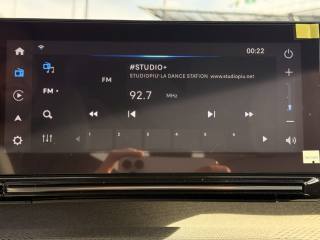 00:22
#STUDIO+
STUDIOPIU' LA DANCE STATION www.studiopiu.net
FM
FM
92.7 MHz
1 2 3 4 5 6